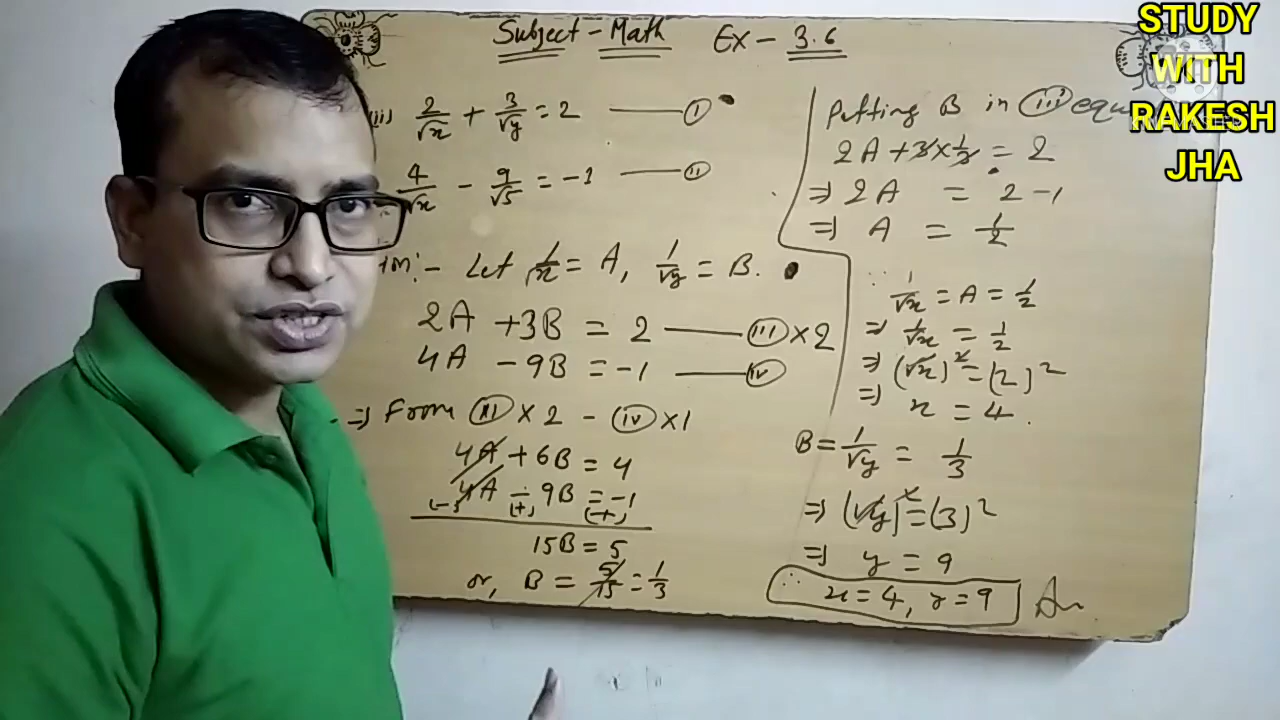 Subject - Math Ex - 3.6
(ii) 2/√x + 3/√y = 2 —— (i)
4/√x - 9/√5 = -1 —— (ii)
:- Let 1/√x = A, 1/√y = B.
2A + 3B = 2 —— (iii) × 2
4A - 9B = -1 —— (iv)
⇒ From (iii) × 2 - (iv) × 1
4A + 6B = 4
4A - 9B = -1
(-) (+) (+)
15B = 5
or, B = 5/15 = 1/3
Putting B in (iii) equ
2A + 3 × 1/3 = 2
⇒ 2A = 2 - 1
⇒ A = 1/2
∵ 1/√x = A = 1/2
⇒ 1/√x = 1/2
⇒ (√x)² = (2)²
⇒ x = 4.
B = 1/√y = 1/3
⇒ (√y)² = (3)²
⇒ y = 9
∴ x = 4, y = 9 Ans
STUDY
WITH
RAKESH
JHA